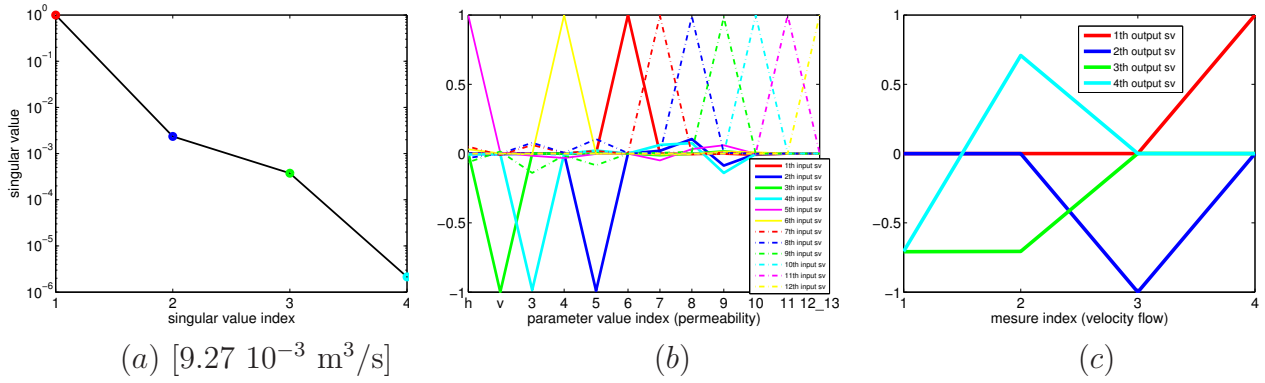 10^0
10^-1
10^-2
10^-3
10^-4
10^-5
10^-6
singular value
1 2 3 4
singular value index
(a) [9.27 10^-3 m^3/s]
1
0.5
0
−0.5
−1
h v 3 4 5 6 7 8 9 10 11 12_13
parameter value index (permeability)
1th input sv
2th input sv
3th input sv
4th input sv
5th input sv
6th input sv
7th input sv
8th input sv
9th input sv
10th input sv
11th input sv
12th input sv
(b)
1
0.5
0
−0.5
−1
1 2 3 4
mesure index (velocity flow)
1th output sv
2th output sv
3th output sv
4th output sv
(c)